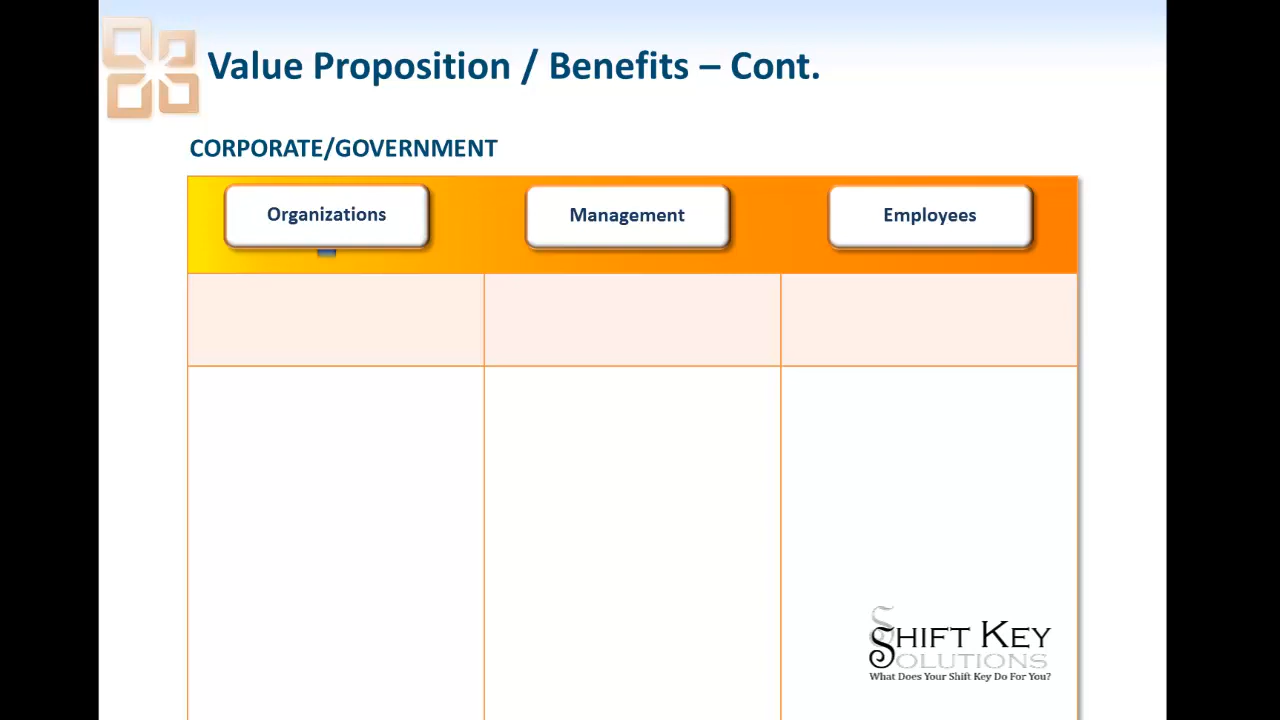 Value Proposition / Benefits – Cont.
CORPORATE/GOVERNMENT
Organizations
Management
Employees
SHIFT KEY
SOLUTIONS
What Does Your Shift Key Do For You?